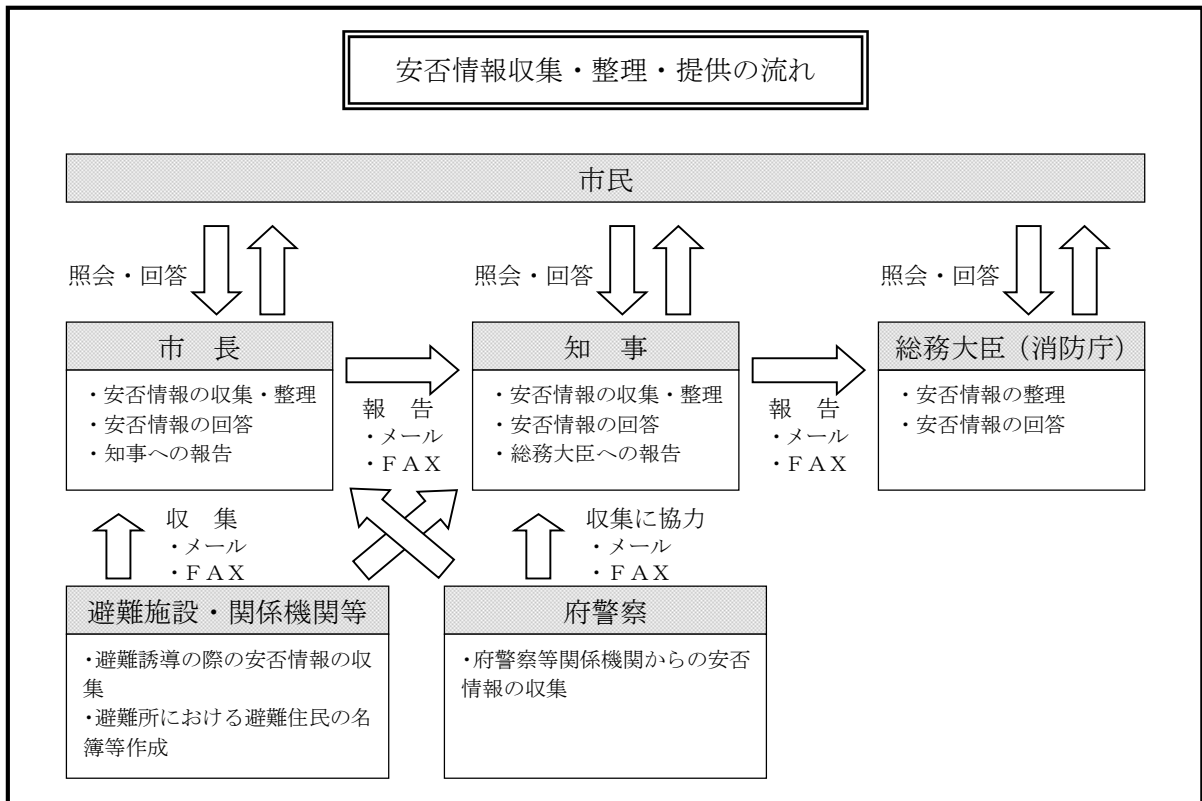 安否情報収集・整理・提供の流れ
市民
照会・回答
照会・回答
照会・回答
市　長
・安否情報の収集・整理
・安否情報の回答
・知事への報告
報　告
・メール
・ＦＡＸ
知　事
・安否情報の収集・整理
・安否情報の回答
・総務大臣への報告
報　告
・メール
・ＦＡＸ
総務大臣（消防庁）
・安否情報の整理
・安否情報の回答
収　集
・メール
・ＦＡＸ
収集に協力
・メール
・ＦＡＸ
避難施設・関係機関等
・避難誘導の際の安否情報の収
集
・避難所における避難住民の名
簿等作成
府警察
・府警察等関係機関からの安否
情報の収集